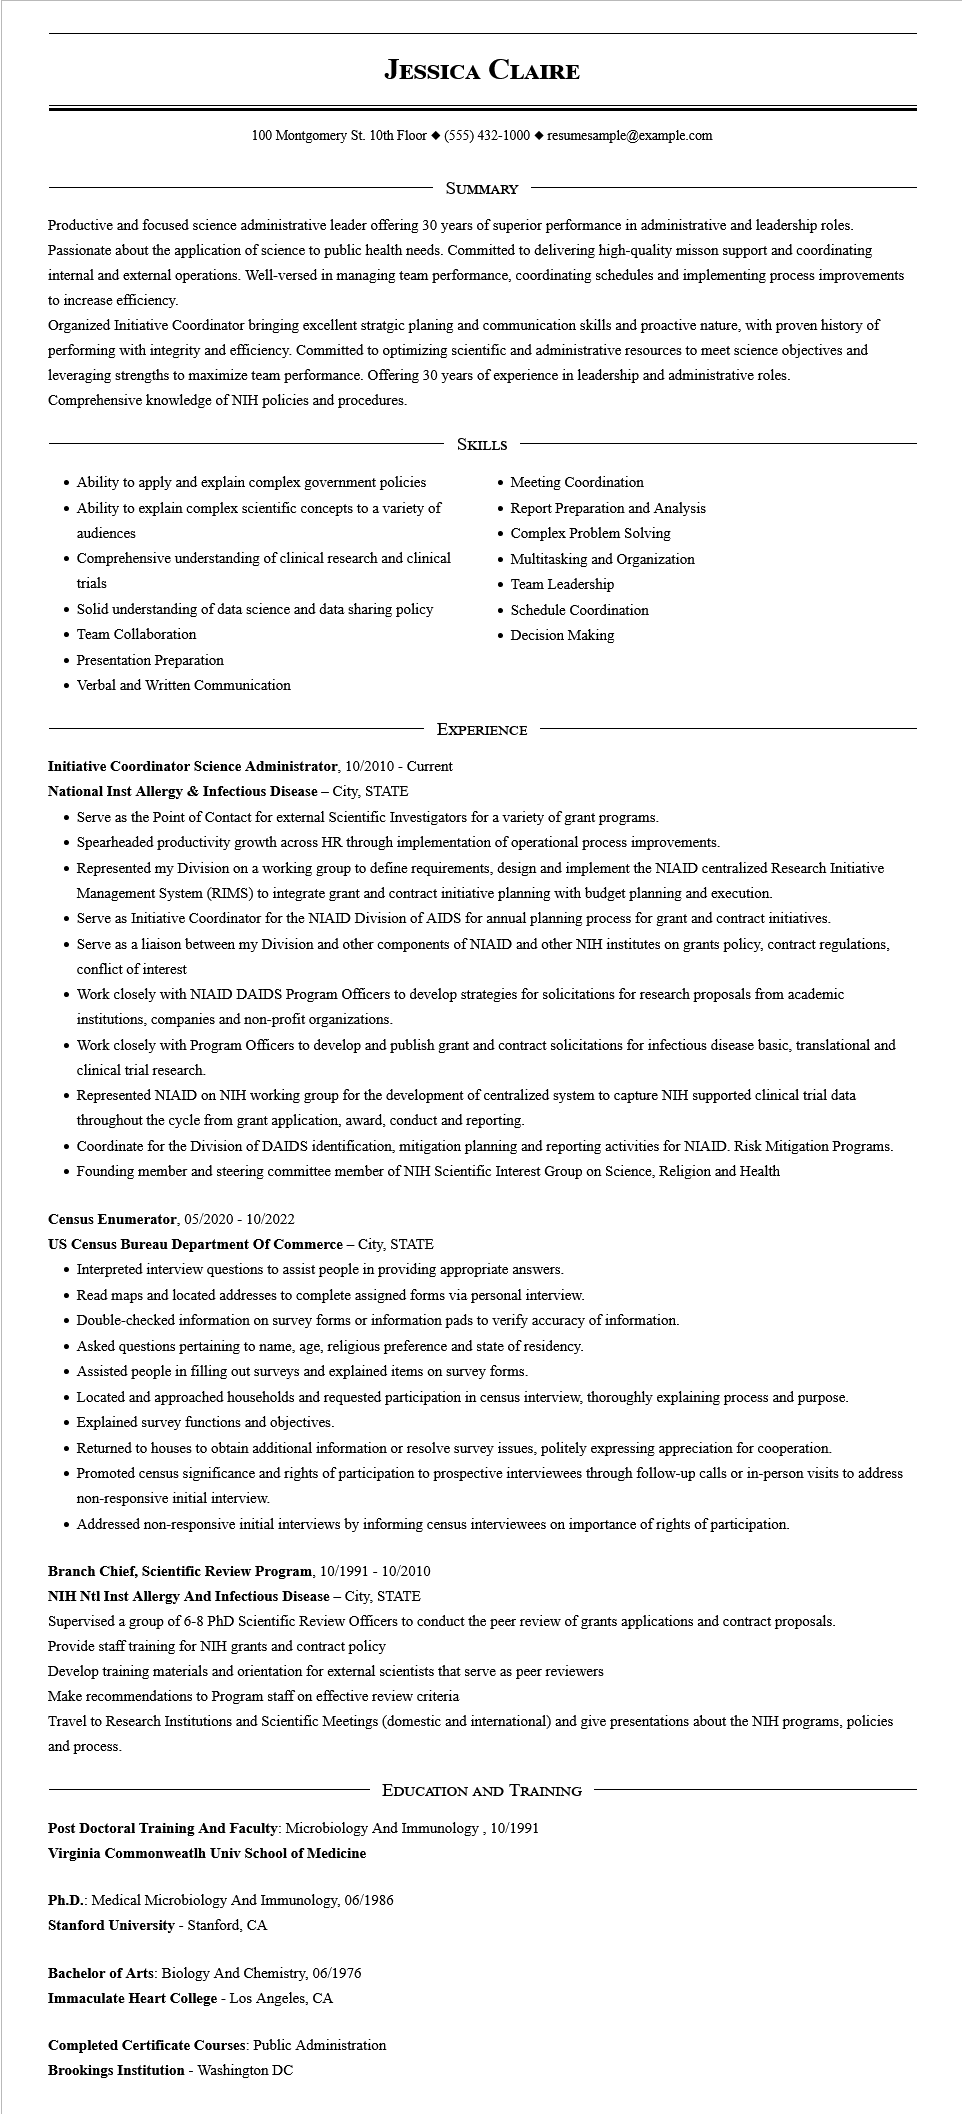 Jessica Claire
100 Montgomery St. 10th Floor ◆ (555) 432-1000 ◆ resumesample@example.com
Summary
Productive and focused science administrative leader offering 30 years of superior performance in administrative and leadership roles.
Passionate about the application of science to public health needs. Committed to delivering high-quality misson support and coordinating
internal and external operations. Well-versed in managing team performance, coordinating schedules and implementing process improvements
to increase efficiency.
Organized Initiative Coordinator bringing excellent stratgic planing and communication skills and proactive nature, with proven history of
performing with integrity and efficiency. Committed to optimizing scientific and administrative resources to meet science objectives and
leveraging strengths to maximize team performance. Offering 30 years of experience in leadership and administrative roles.
Comprehensive knowledge of NIH policies and procedures.
Skills
• Ability to apply and explain complex government policies
• Ability to explain complex scientific concepts to a variety of
audiences
• Comprehensive understanding of clinical research and clinical
trials
• Solid understanding of data science and data sharing policy
• Team Collaboration
• Presentation Preparation
• Verbal and Written Communication
• Meeting Coordination
• Report Preparation and Analysis
• Complex Problem Solving
• Multitasking and Organization
• Team Leadership
• Schedule Coordination
• Decision Making
Experience
Initiative Coordinator Science Administrator, 10/2010 - Current
National Inst Allergy & Infectious Disease – City, STATE
• Serve as the Point of Contact for external Scientific Investigators for a variety of grant programs.
• Spearheaded productivity growth across HR through implementation of operational process improvements.
• Represented my Division on a working group to define requirements, design and implement the NIAID centralized Research Initiative
Management System (RIMS) to integrate grant and contract initiative planning with budget planning and execution.
• Serve as Initiative Coordinator for the NIAID Division of AIDS for annual planning process for grant and contract initiatives.
• Serve as a liaison between my Division and other components of NIAID and other NIH institutes on grants policy, contract regulations,
conflict of interest
• Work closely with NIAID DAIDS Program Officers to develop strategies for solicitations for research proposals from academic
institutions, companies and non-profit organizations.
• Work closely with Program Officers to develop and publish grant and contract solicitations for infectious disease basic, translational and
clinical trial research.
• Represented NIAID on NIH working group for the development of centralized system to capture NIH supported clinical trial data
throughout the cycle from grant application, award, conduct and reporting.
• Coordinate for the Division of DAIDS identification, mitigation planning and reporting activities for NIAID. Risk Mitigation Programs.
• Founding member and steering committee member of NIH Scientific Interest Group on Science, Religion and Health
Census Enumerator, 05/2020 - 10/2022
US Census Bureau Department Of Commerce – City, STATE
• Interpreted interview questions to assist people in providing appropriate answers.
• Read maps and located addresses to complete assigned forms via personal interview.
• Double-checked information on survey forms or information pads to verify accuracy of information.
• Asked questions pertaining to name, age, religious preference and state of residency.
• Assisted people in filling out surveys and explained items on survey forms.
• Located and approached households and requested participation in census interview, thoroughly explaining process and purpose.
• Explained survey functions and objectives.
• Returned to houses to obtain additional information or resolve survey issues, politely expressing appreciation for cooperation.
• Promoted census significance and rights of participation to prospective interviewees through follow-up calls or in-person visits to address
non-responsive initial interview.
• Addressed non-responsive initial interviews by informing census interviewees on importance of rights of participation.
Branch Chief, Scientific Review Program, 10/1991 - 10/2010
NIH Ntl Inst Allergy And Infectious Disease – City, STATE
Supervised a group of 6-8 PhD Scientific Review Officers to conduct the peer review of grants applications and contract proposals.
Provide staff training for NIH grants and contract policy
Develop training materials and orientation for external scientists that serve as peer reviewers
Make recommendations to Program staff on effective review criteria
Travel to Research Institutions and Scientific Meetings (domestic and international) and give presentations about the NIH programs, policies
and process.
Education and Training
Post Doctoral Training And Faculty: Microbiology And Immunology , 10/1991
Virginia Commonweatlh Univ School of Medicine
Ph.D.: Medical Microbiology And Immunology, 06/1986
Stanford University - Stanford, CA
Bachelor of Arts: Biology And Chemistry, 06/1976
Immaculate Heart College - Los Angeles, CA
Completed Certificate Courses: Public Administration
Brookings Institution - Washington DC